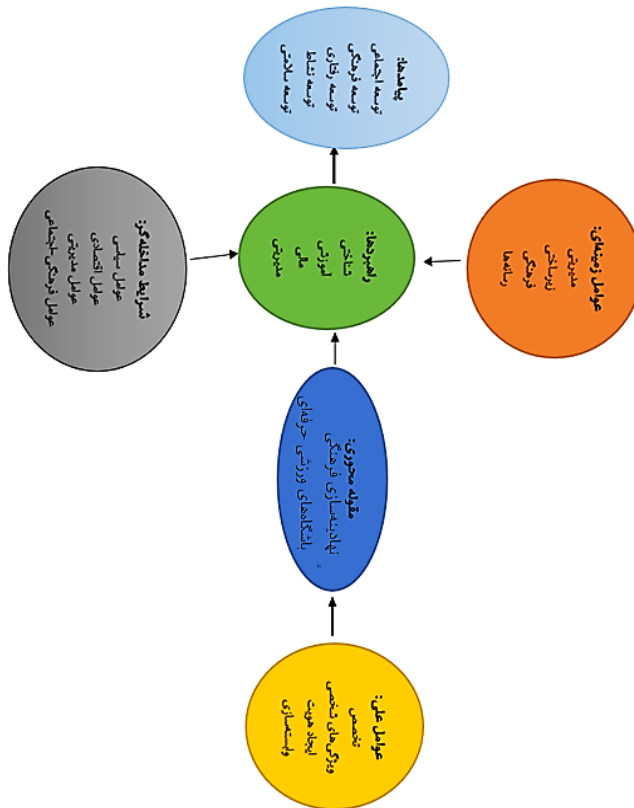 عوامل علی:
تخصص
ویژگی‌های شخصی
ایجاد هویت
وابسته‌سازی
مقوله محوری:
نهادینه‌سازی فرهنگی
باشگاه‌های ورزشی حرفه‌ای
عوامل زمینه‌ای:
مدیریتی
زیرساختی
فرهنگی
رسانه‌ها
راهبردها:
شناختی
آموزشی
مالی
مدیریتی
شرایط مداخله‌گر:
عوامل سیاسی
عوامل اقتصادی
عوامل مدیریتی
عوامل فرهنگی-اجتماعی
پیامدها:
توسعه اجتماعی
توسعه فرهنگی
توسعه رفتاری
توسعه نشاط
توسعه سلامتی